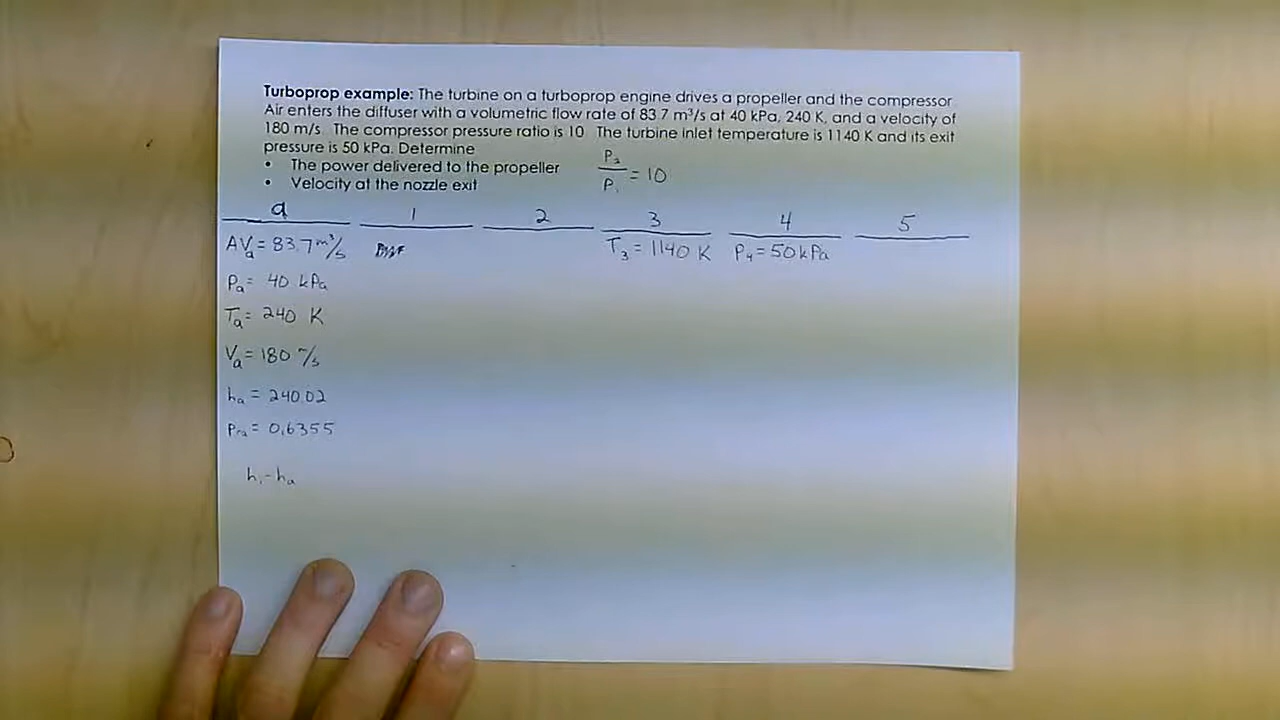 Turboprop example: The turbine on a turboprop engine drives a propeller and the compressor
Air enters the diffuser with a volumetric flow rate of 83.7 m³/s at 40 kPa, 240 K, and a velocity of
180 m/s. The compressor pressure ratio is 10 The turbine inlet temperature is 1140 K and its exit
pressure is 50 kPa. Determine
• The power delivered to the propeller
• Velocity at the nozzle exit
P₂/P₁ = 10
a 1 2 3 4 5
AVₐ = 83.7 m³/s T₃ = 1140 K P₄ = 50 kPa
Pₐ = 40 kPa
Tₐ = 240 K
Vₐ = 180 m/s
hₐ = 240.02
Pᵣₐ = 0.6355
h₁-hₐ